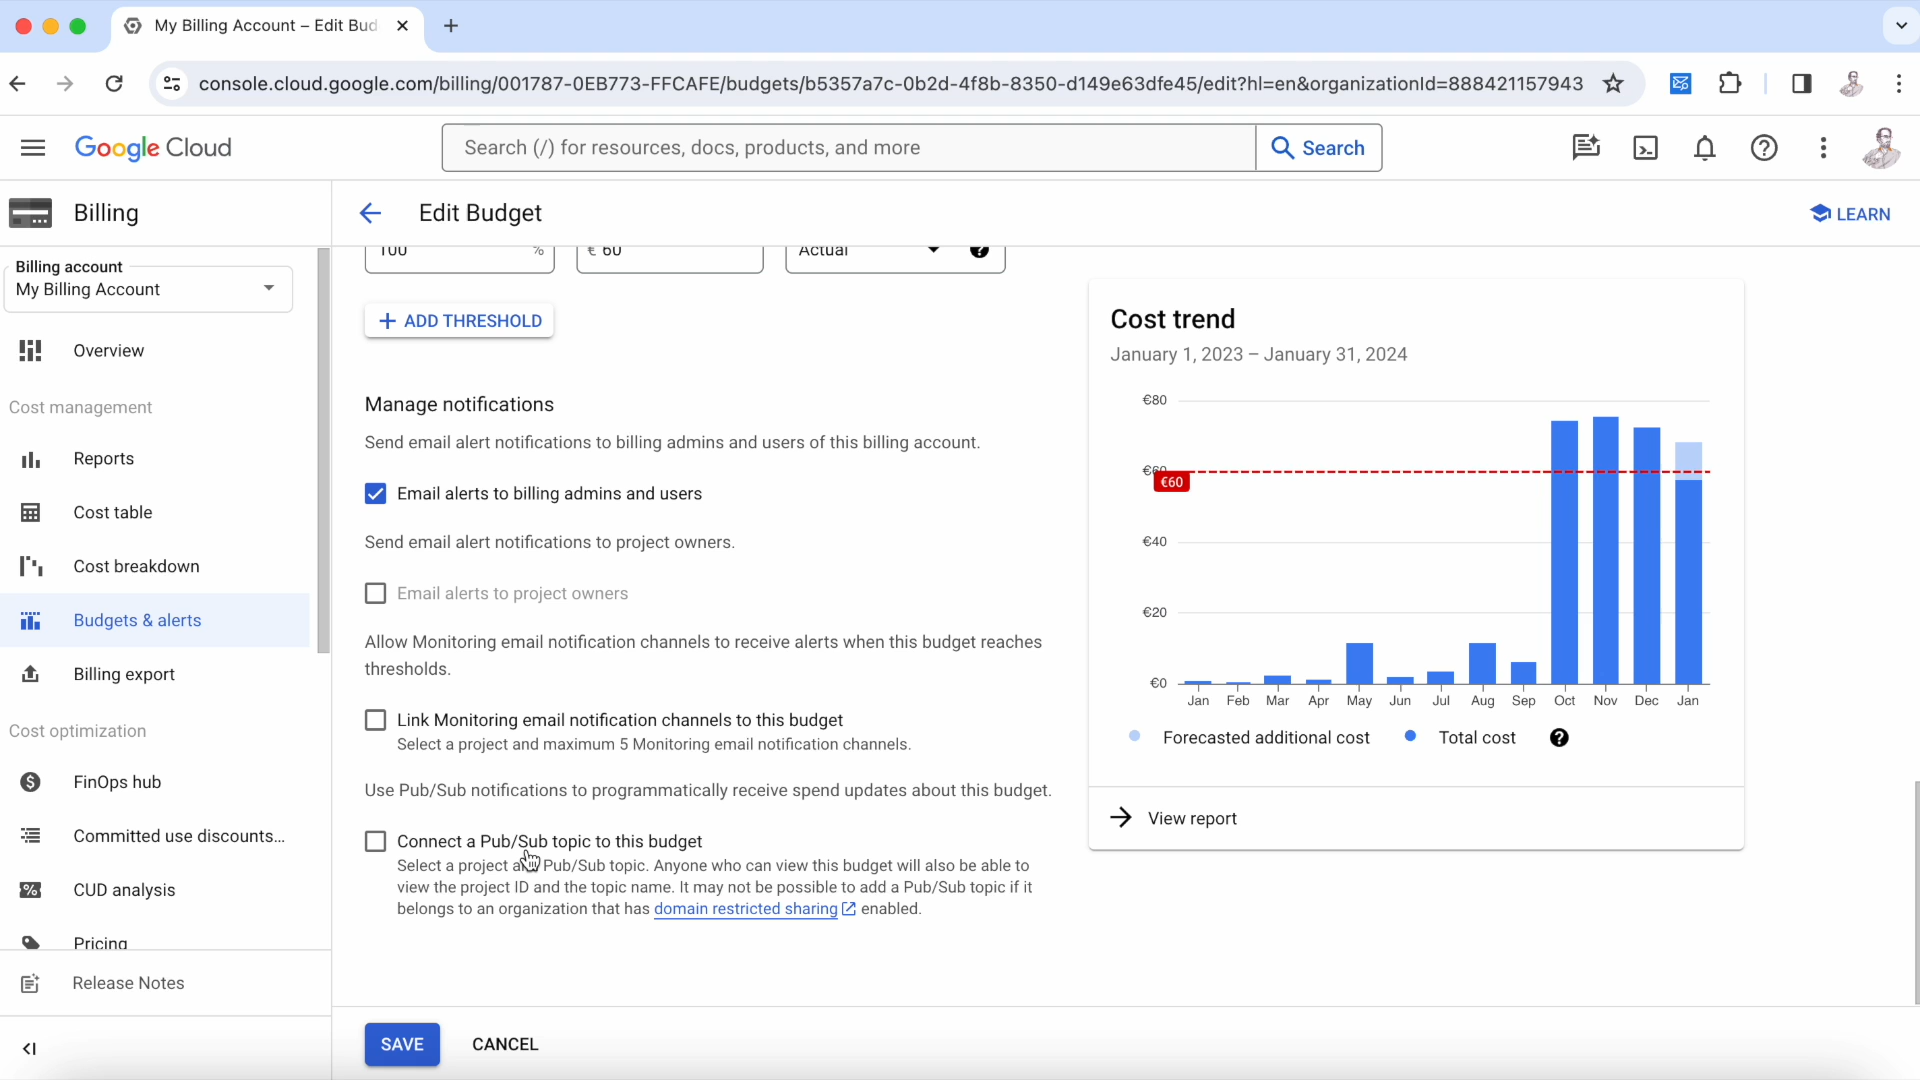 My Billing Account – Edit Bud
console.cloud.google.com/billing/001787-0EB773-FFCAFE/budgets/b5357a7c-0b2d-4f8b-8350-d149e63dfe45/edit?hl=en&organizationId=888421157943
Google Cloud
Search (/) for resources, docs, products, and more
Search
Billing
Edit Budget
LEARN
Billing account
My Billing Account
Overview
Cost management
Reports
Cost table
Cost breakdown
Budgets & alerts
Billing export
Cost optimization
FinOps hub
Committed use discounts...
CUD analysis
Pricing
Release Notes
100 %
€ 60
Actual
+ ADD THRESHOLD
Manage notifications
Send email alert notifications to billing admins and users of this billing account.
Email alerts to billing admins and users
Send email alert notifications to project owners.
Email alerts to project owners
Allow Monitoring email notification channels to receive alerts when this budget reaches
thresholds.
Link Monitoring email notification channels to this budget
Select a project and maximum 5 Monitoring email notification channels.
Use Pub/Sub notifications to programmatically receive spend updates about this budget.
Connect a Pub/Sub topic to this budget
Select a project and Pub/Sub topic. Anyone who can view this budget will also be able to
view the project ID and the topic name. It may not be possible to add a Pub/Sub topic if it
belongs to an organization that has domain restricted sharing enabled.
SAVE
CANCEL
Cost trend
January 1, 2023 – January 31, 2024
€80
€60
€60
€40
€20
€0
Jan Feb Mar Apr May Jun Jul Aug Sep Oct Nov Dec Jan
Forecasted additional cost
Total cost
View report